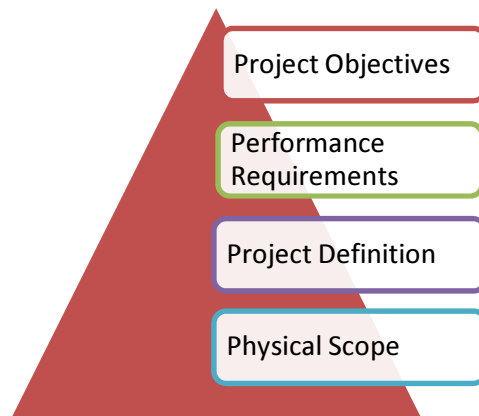 Project Objectives
Performance
Requirements
Project Definition
Physical Scope